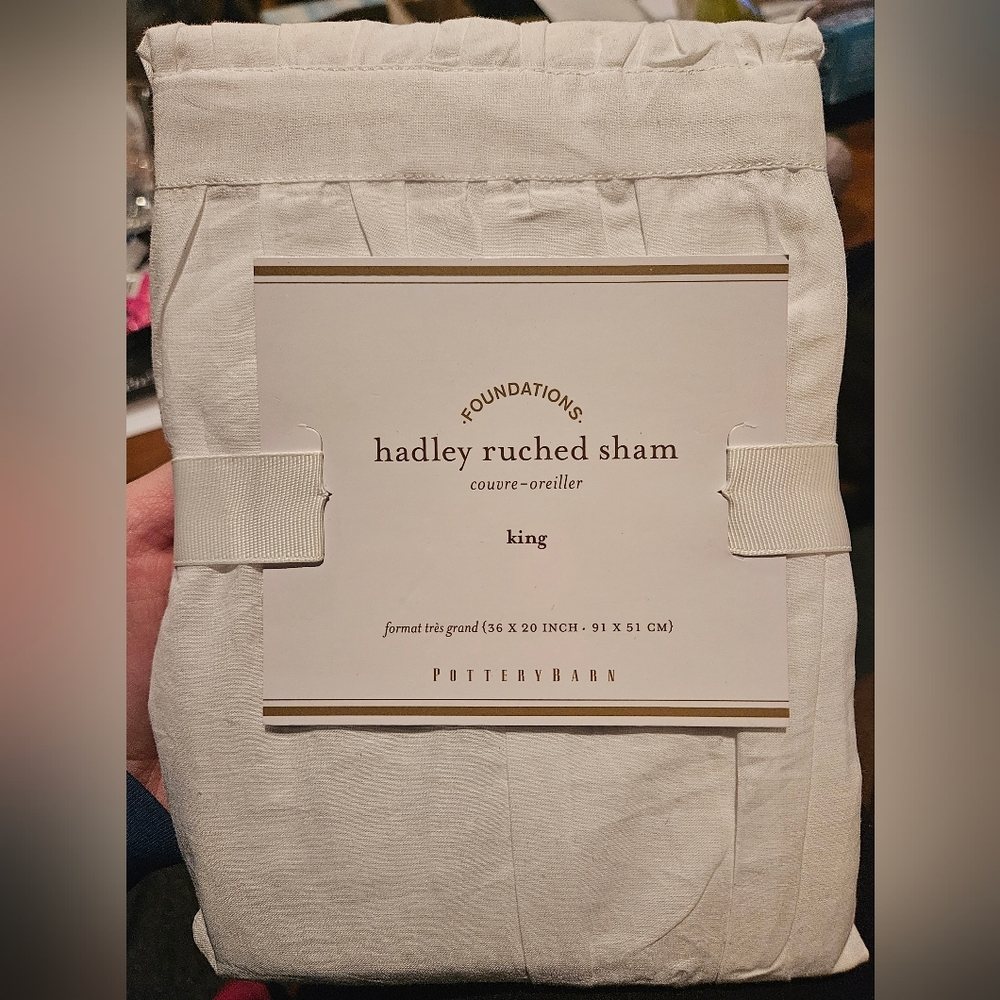 ·FOUNDATIONS·
hadley ruched sham
couvre-oreiller
king
format très grand {36 X 20 INCH · 91 X 51 CM}
POTTERYBARN